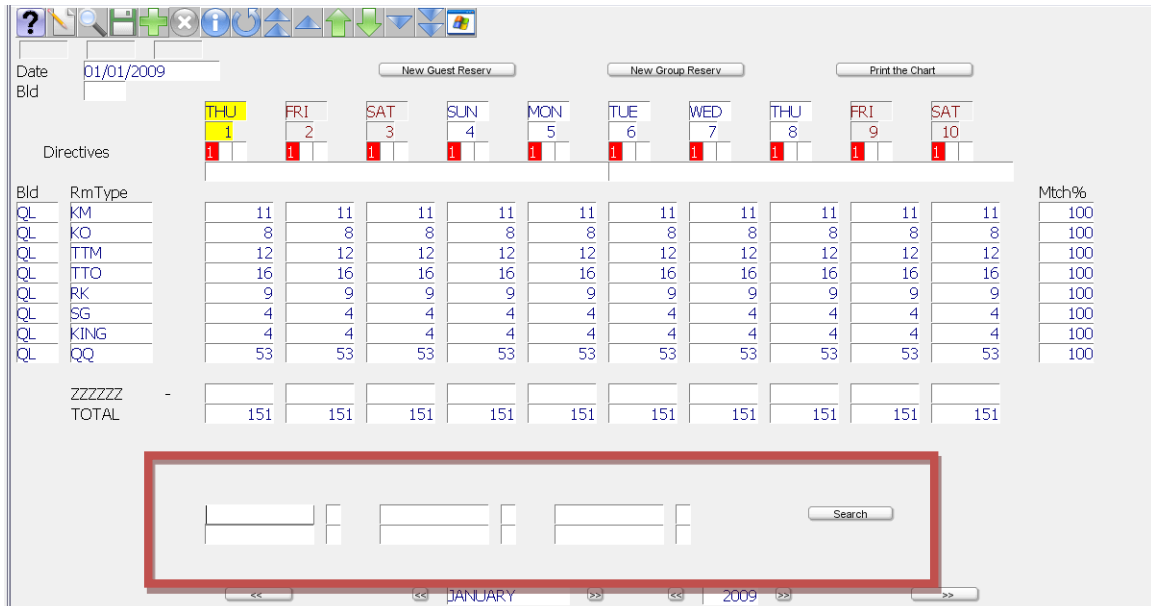 ?
Date 01/01/2009 New Guest Reserv New Group Reserv Print the Chart
Bld
THU FRI SAT SUN MON TUE WED THU FRI SAT
1 2 3 4 5 6 7 8 9 10
Directives 1 1 1 1 1 1 1 1 1 1
Bld RmType Mtch%
QL KM 11 11 11 11 11 11 11 11 11 11 100
QL KO 8 8 8 8 8 8 8 8 8 8 100
QL TTM 12 12 12 12 12 12 12 12 12 12 100
QL TTO 16 16 16 16 16 16 16 16 16 16 100
QL RK 9 9 9 9 9 9 9 9 9 9 100
QL SG 4 4 4 4 4 4 4 4 4 4 100
QL KING 4 4 4 4 4 4 4 4 4 4 100
QL QQ 53 53 53 53 53 53 53 53 53 53 100
ZZZZZZ -
TOTAL 151 151 151 151 151 151 151 151 151 151
Search
<< << JANUARY >> << 2009 >> >>